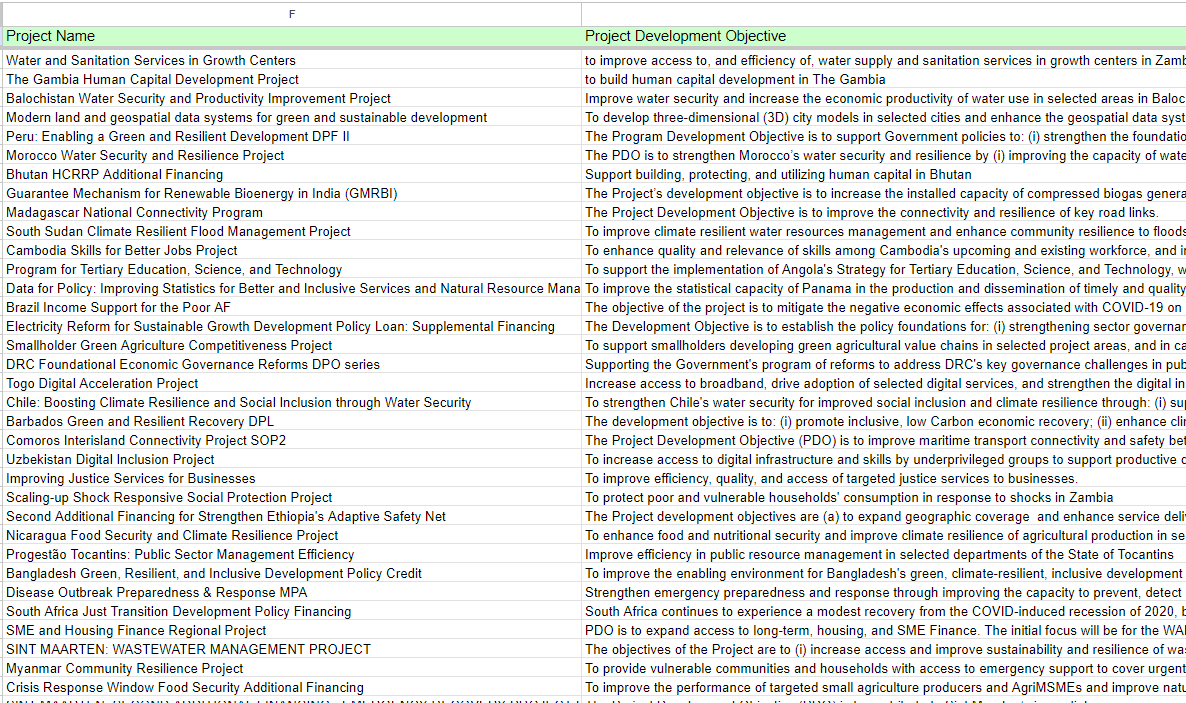 F
Project Name Project Development Objective
Water and Sanitation Services in Growth Centers to improve access to, and efficiency of, water supply and sanitation services in growth centers in Zamb
The Gambia Human Capital Development Project to build human capital development in The Gambia
Balochistan Water Security and Productivity Improvement Project Improve water security and increase the economic productivity of water use in selected areas in Baloc
Modern land and geospatial data systems for green and sustainable development To develop three-dimensional (3D) city models in selected cities and enhance the geospatial data syst
Peru: Enabling a Green and Resilient Development DPF II The Program Development Objective is to support Government policies to: (i) strengthen the foundatio
Morocco Water Security and Resilience Project The PDO is to strengthen Morocco's water security and resilience by (i) improving the capacity of wate
Bhutan HCRRP Additional Financing Support building, protecting, and utilizing human capital in Bhutan
Guarantee Mechanism for Renewable Bioenergy in India (GMRBI) The Project's development objective is to increase the installed capacity of compressed biogas genera
Madagascar National Connectivity Program The Project Development Objective is to improve the connectivity and resilience of key road links.
South Sudan Climate Resilient Flood Management Project To improve climate resilient water resources management and enhance community resilience to floods
Cambodia Skills for Better Jobs Project To enhance quality and relevance of skills among Cambodia's upcoming and existing workforce, and in
Program for Tertiary Education, Science, and Technology To support the implementation of Angola's Strategy for Tertiary Education, Science, and Technology, w
Data for Policy: Improving Statistics for Better and Inclusive Services and Natural Resource Mana To improve the statistical capacity of Panama in the production and dissemination of timely and quality
Brazil Income Support for the Poor AF The objective of the project is to mitigate the negative economic effects associated with COVID-19 on
Electricity Reform for Sustainable Growth Development Policy Loan: Supplemental Financing The Development Objective is to establish the policy foundations for: (i) strengthening sector governan
Smallholder Green Agriculture Competitiveness Project To support smallholders developing green agricultural value chains in selected project areas, and in ca
DRC Foundational Economic Governance Reforms DPO series Supporting the Government's program of reforms to address DRC's key governance challenges in pub
Togo Digital Acceleration Project Increase access to broadband, drive adoption of selected digital services, and strengthen the digital in
Chile: Boosting Climate Resilience and Social Inclusion through Water Security To strengthen Chile's water security for improved social inclusion and climate resilience through: (i) sup
Barbados Green and Resilient Recovery DPL The development objective is to: (i) promote inclusive, low Carbon economic recovery; (ii) enhance clin
Comoros Interisland Connectivity Project SOP2 The Project Development Objective (PDO) is to improve maritime transport connectivity and safety bet
Uzbekistan Digital Inclusion Project To increase access to digital infrastructure and skills by underprivileged groups to support productive
Improving Justice Services for Businesses To improve efficiency, quality, and access of targeted justice services to businesses.
Scaling-up Shock Responsive Social Protection Project To protect poor and vulnerable households' consumption in response to shocks in Zambia
Second Additional Financing for Strengthen Ethiopia's Adaptive Safety Net The Project development objectives are (a) to expand geographic coverage and enhance service deli
Nicaragua Food Security and Climate Resilience Project To enhance food and nutritional security and improve climate resilience of agricultural production in se
Progestão Tocantins: Public Sector Management Efficiency Improve efficiency in public resource management in selected departments of the State of Tocantins
Bangladesh Green, Resilient, and Inclusive Development Policy Credit To improve the enabling environment for Bangladesh's green, climate-resilient, inclusive development
Disease Outbreak Preparedness & Response MPA Strengthen emergency preparedness and response through improving the capacity to prevent, detect
South Africa Just Transition Development Policy Financing South Africa continues to experience a modest recovery from the COVID-induced recession of 2020, b
SME and Housing Finance Regional Project PDO is to expand access to long-term, housing, and SME Finance. The initial focus will be for the WA
SINT MAARTEN: WASTEWATER MANAGEMENT PROJECT The objectives of the Project are to (i) increase access and improve sustainability and resilience of wa
Myanmar Community Resilience Project To provide vulnerable communities and households with access to emergency support to cover urgent
Crisis Response Window Food Security Additional Financing To improve the performance of targeted small agriculture producers and AgriMSMEs and improve natu